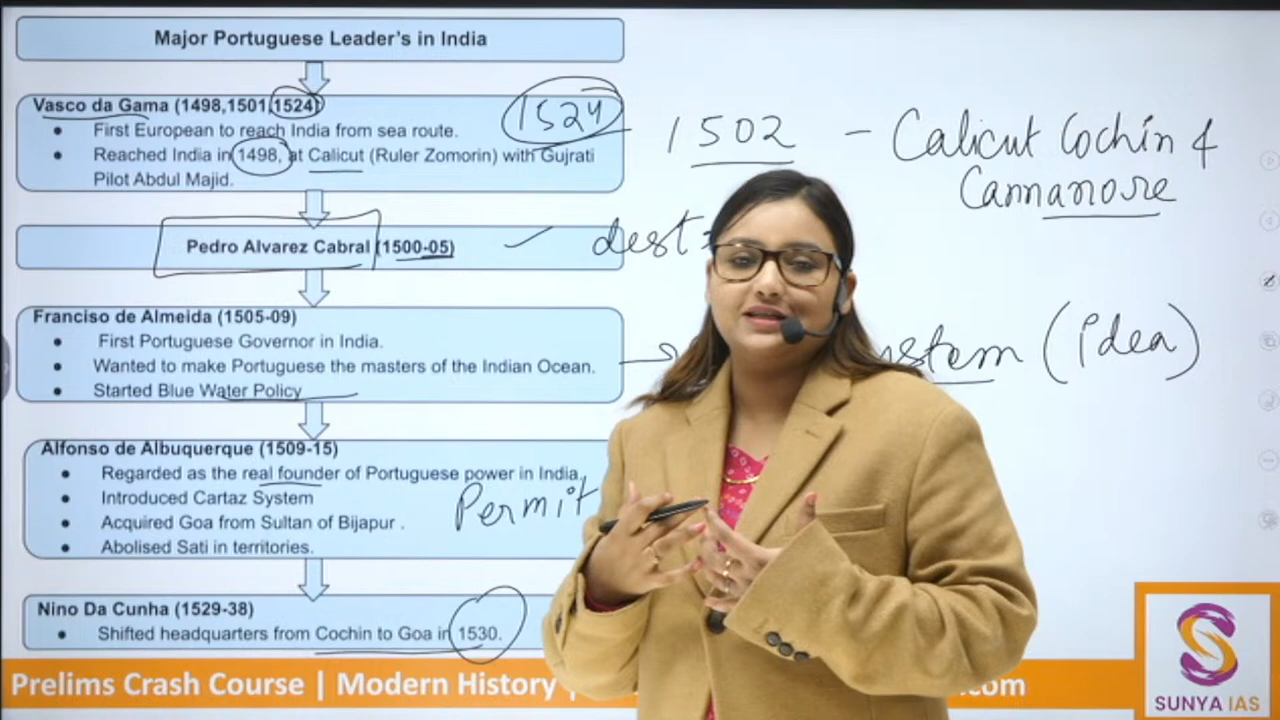 Major Portuguese Leader's in India
Vasco da Gama (1498,1501,1524)
First European to reach India from sea route.
Reached India in 1498, at Calicut (Ruler Zomorin) with Gujrati
Pilot Abdul Majid.
1524
1502 - Calicut Cochin &
Cannanore
Pedro Alvarez Cabral (1500-05)
Franciso de Almeida (1505-09)
First Portuguese Governor in India.
Wanted to make Portuguese the masters of the Indian Ocean.
Started Blue Water Policy
(idea)
Alfonso de Albuquerque (1509-15)
Regarded as the real founder of Portuguese power in India.
Introduced Cartaz System
Acquired Goa from Sultan of Bijapur .
Abolised Sati in territories.
Permit
Nino Da Cunha (1529-38)
Shifted headquarters from Cochin to Goa in 1530.
Prelims Crash Course | Modern History |
.com
SUNYA IAS